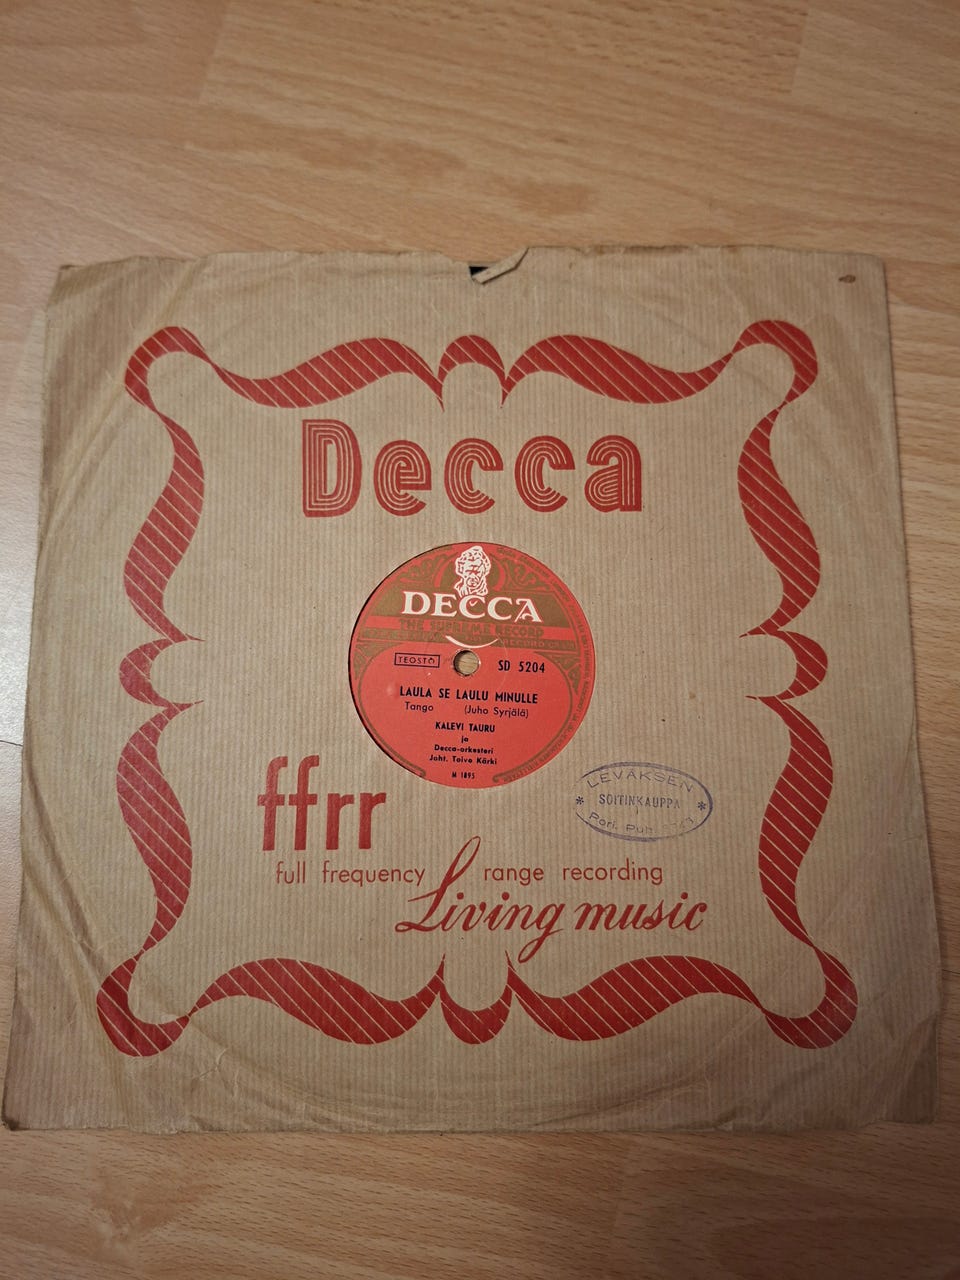 Decca
DECCA
THE SUPREME RECORD
TEOSTO SD 5204
LAULA SE LAULU MINULLE
Tango (Juho Syrjälä)
KALEVI TAURU
ja
Decca-orkesteri
Joht. Toivo Kärki
M 1895
ffrr
LEVÄKSEN
* SOITINKAUPPA *
Pori. Puh.
full frequency range recording
Living music